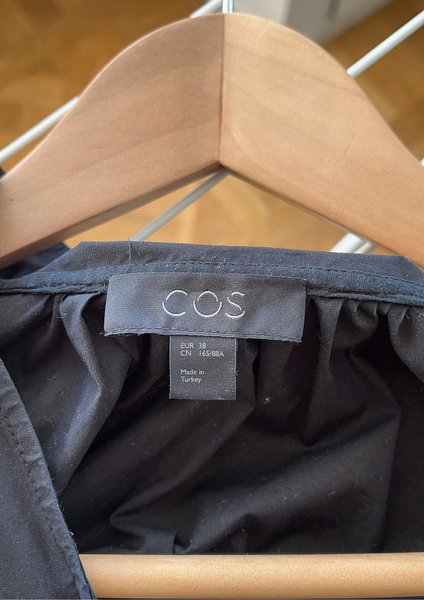 COS
EUR 38
CN 165/88A
Made in
Turkey